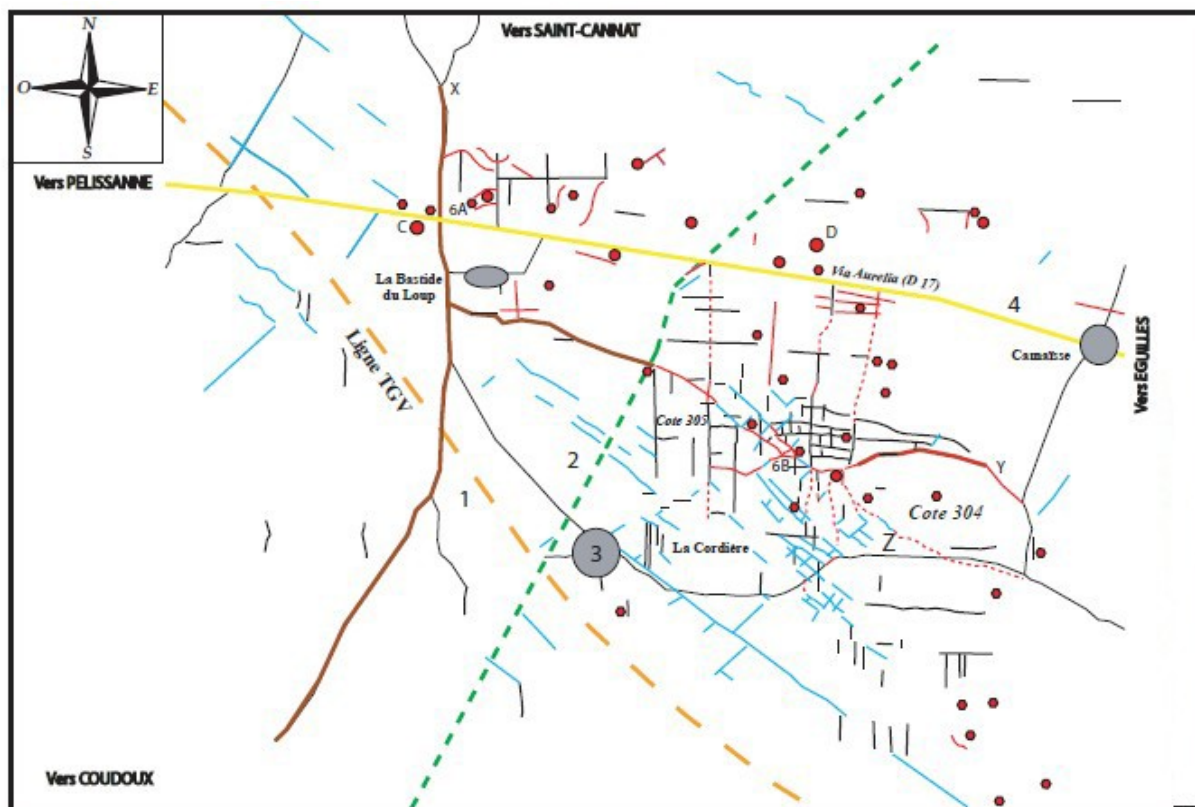 Vers SAINT-CANNAT
N
O
E
S
X
Vers PELISSANNE
6A
C
D
La Bastide
du Loup
Via Aurelia (D 17)
4
Camaïsse
Vers EGUILLES
Ligne TGV
Cote 305
2
6B
Y
1
Cote 304
3
La Cordière
Z
Vers COUDOUX